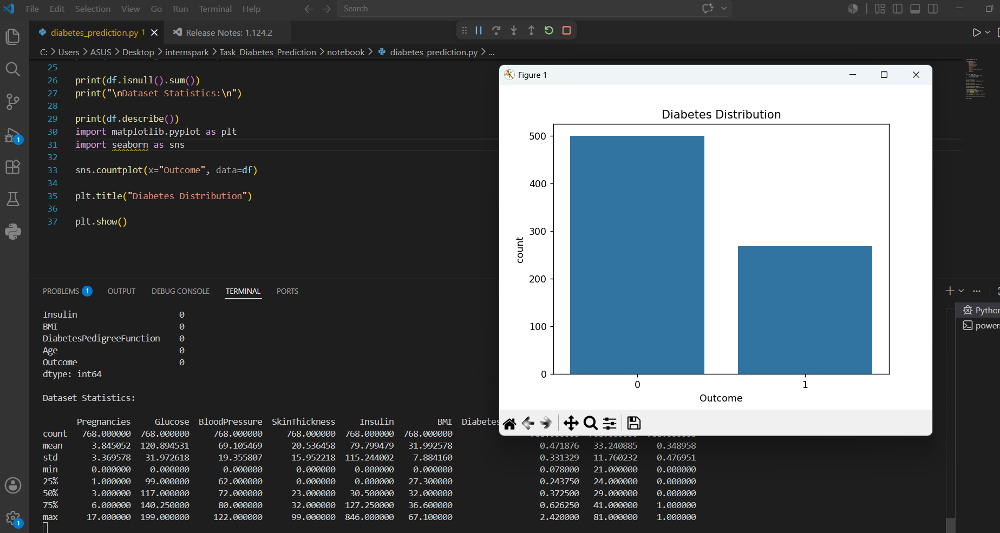 File Edit Selection View Go Run Terminal Help
Search
diabetes_prediction.py 1
Release Notes: 1.124.2
C: > Users > ASUS > Desktop > internspark > Task_Diabetes_Prediction > notebook > diabetes_prediction.py > ...
25
26 print(df.isnull().sum())
27 print("\nDataset Statistics:\n")
28
29 print(df.describe())
30 import matplotlib.pyplot as plt
31 import seaborn as sns
32
33 sns.countplot(x="Outcome", data=df)
34
35 plt.title("Diabetes Distribution")
36
37 plt.show()
Figure 1
Diabetes Distribution
500
400
300
200
100
0
count
0 1
Outcome
1
PROBLEMS 1 OUTPUT DEBUG CONSOLE TERMINAL PORTS
Python
power
Insulin 0
BMI 0
DiabetesPedigreeFunction 0
Age 0
Outcome 0
dtype: int64
Dataset Statistics:
Pregnancies Glucose BloodPressure SkinThickness Insulin BMI Diabetes
count 768.000000 768.000000 768.000000 768.000000 768.000000 768.000000
mean 3.845052 120.894531 69.105469 20.536458 79.799479 31.992578 0.471876 33.240885 0.348958
std 3.369578 31.972618 19.355807 15.952218 115.244002 7.884160 0.331329 11.760232 0.476951
min 0.000000 0.000000 0.000000 0.000000 0.000000 0.000000 0.078000 21.000000 0.000000
25% 1.000000 99.000000 62.000000 0.000000 0.000000 27.300000 0.243750 24.000000 0.000000
50% 3.000000 117.000000 72.000000 23.000000 30.500000 32.000000 0.372500 29.000000 0.000000
75% 6.000000 140.250000 80.000000 32.000000 127.250000 36.600000 0.626250 41.000000 1.000000
max 17.000000 199.000000 122.000000 99.000000 846.000000 67.100000 2.420000 81.000000 1.000000
1